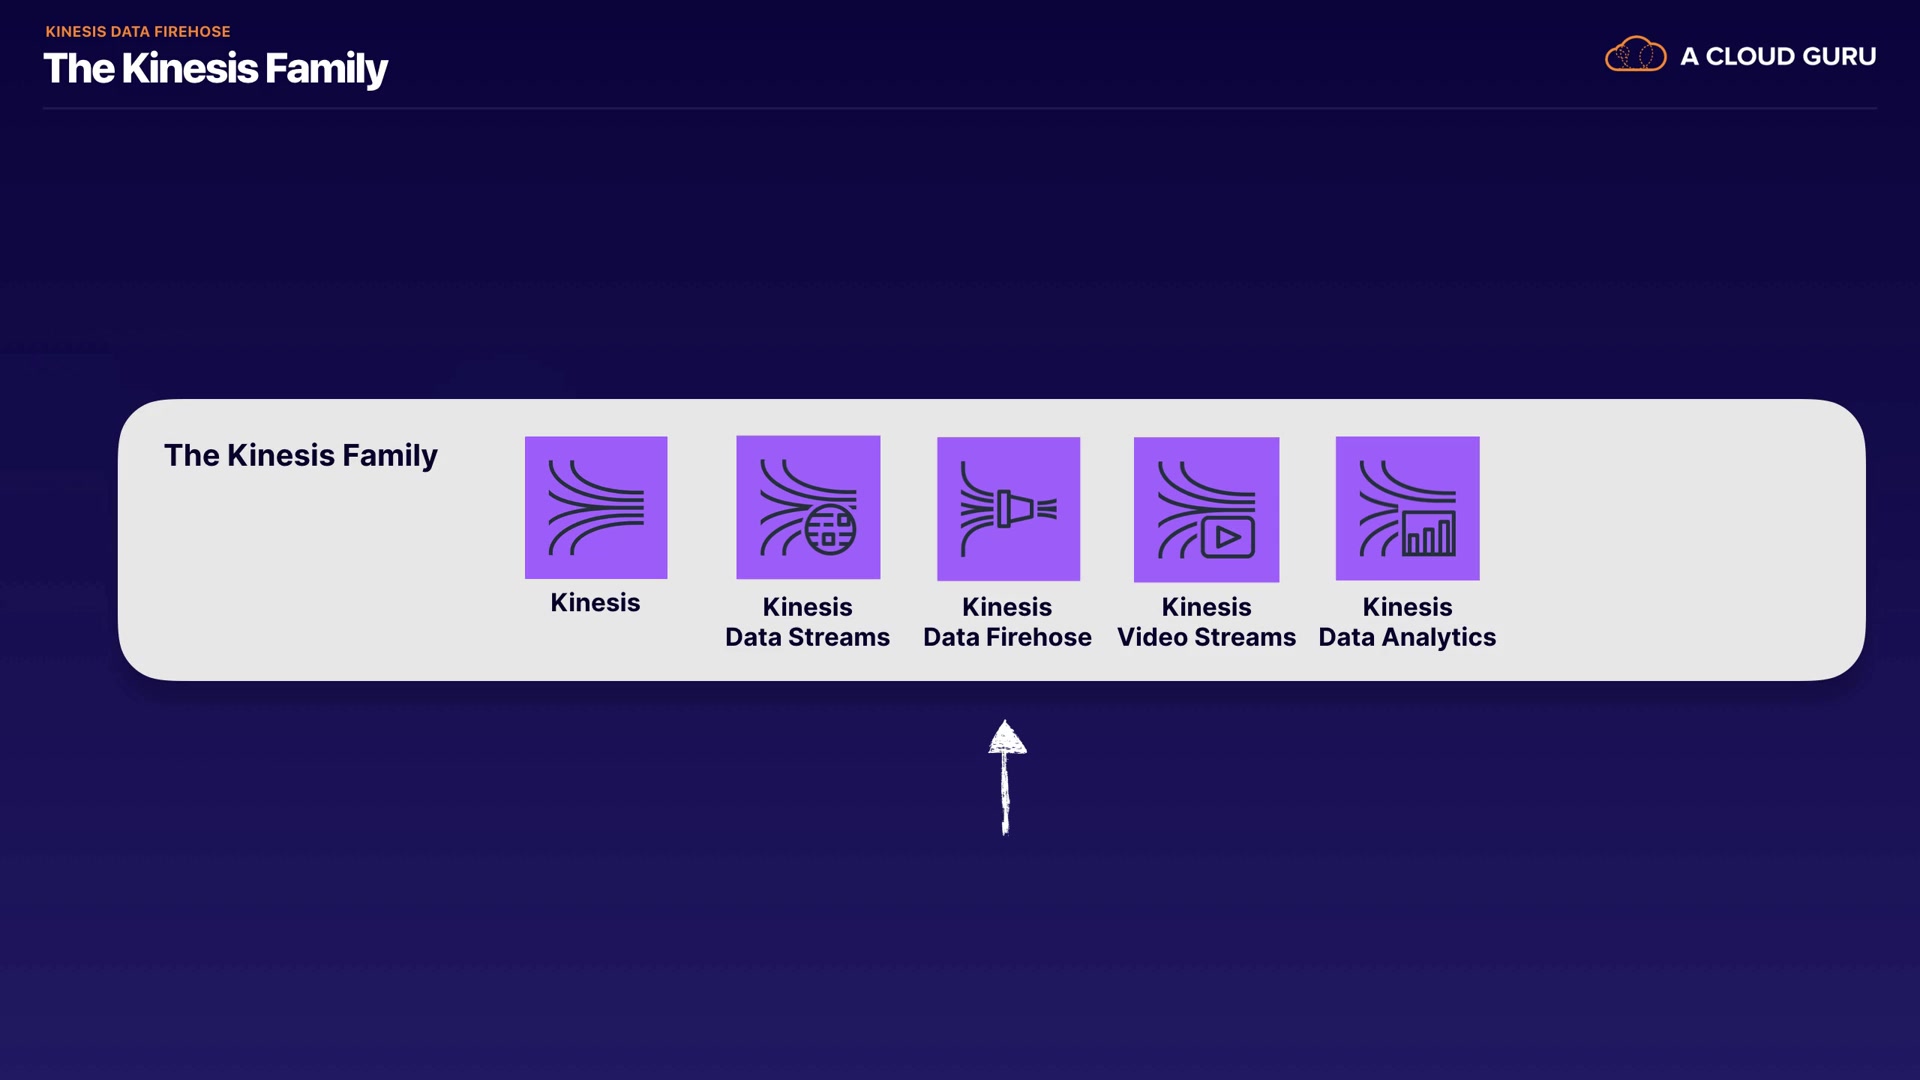 KINESIS DATA FIREHOSE
The Kinesis Family
A CLOUD GURU
The Kinesis Family
Kinesis
Kinesis
Data Streams
Kinesis
Data Firehose
Kinesis
Video Streams
Kinesis
Data Analytics